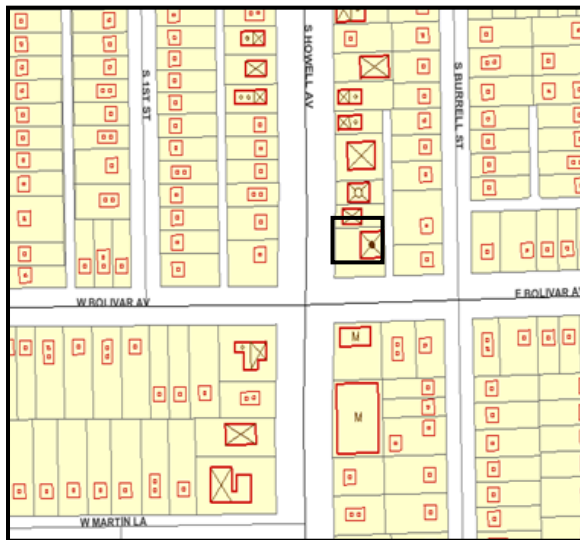 S HOWELL AV
S 1ST ST
S BURRELL ST
W BOLIVAR AV
E BOLIVAR AV
M
M
W MARTIN LA